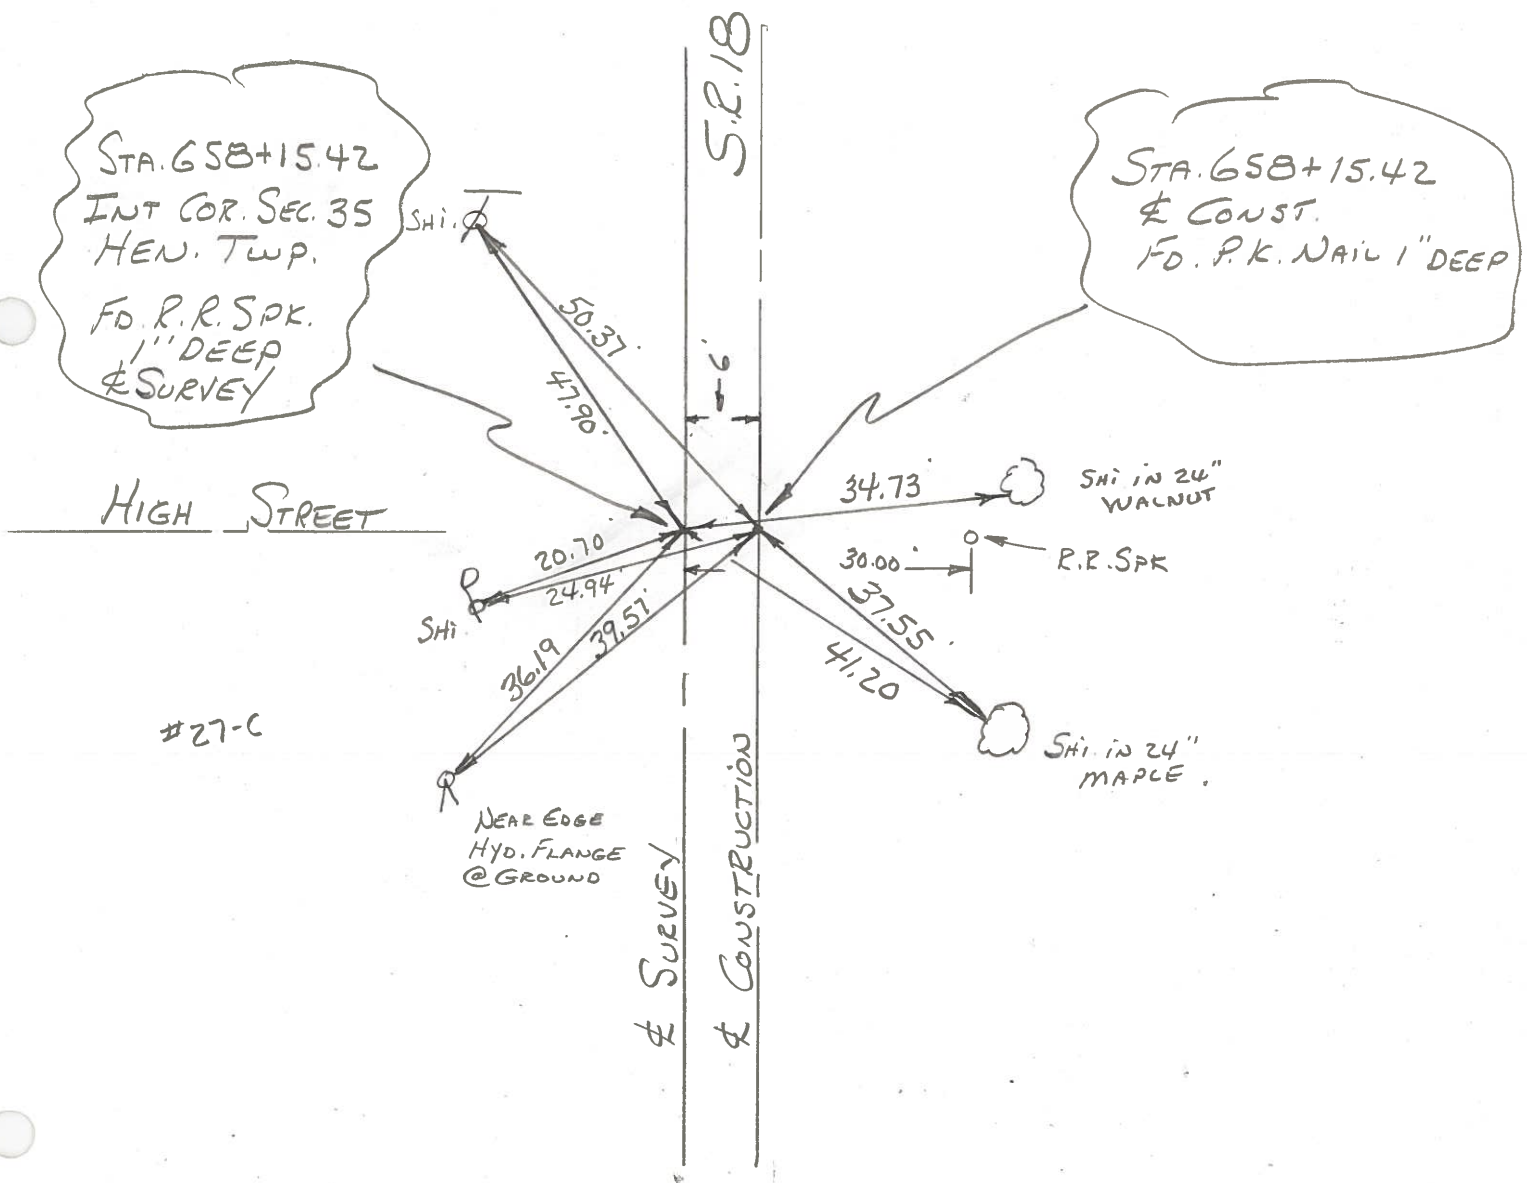 S.R. 18
STA. 658+15.42
INT COR. SEC. 35
HEN. TWP.
FD. R.R. SPK.
1" DEEP
℄ SURVEY
STA. 658+15.42
℄ CONST.
FD. P.K. NAIL 1" DEEP
SHI.
50.37'
47.90'
6'
HIGH STREET
34.73'
SHI IN 24"
WALNUT
20.70'
24.94'
30.00'
R.R. SPK
SHI
36.19
39.57'
37.55'
41.20
#27-C
SHI. IN 24"
MAPLE.
NEAR EDGE
HYD. FLANGE
@ GROUND
℄ SURVEY
℄ CONSTRUCTION